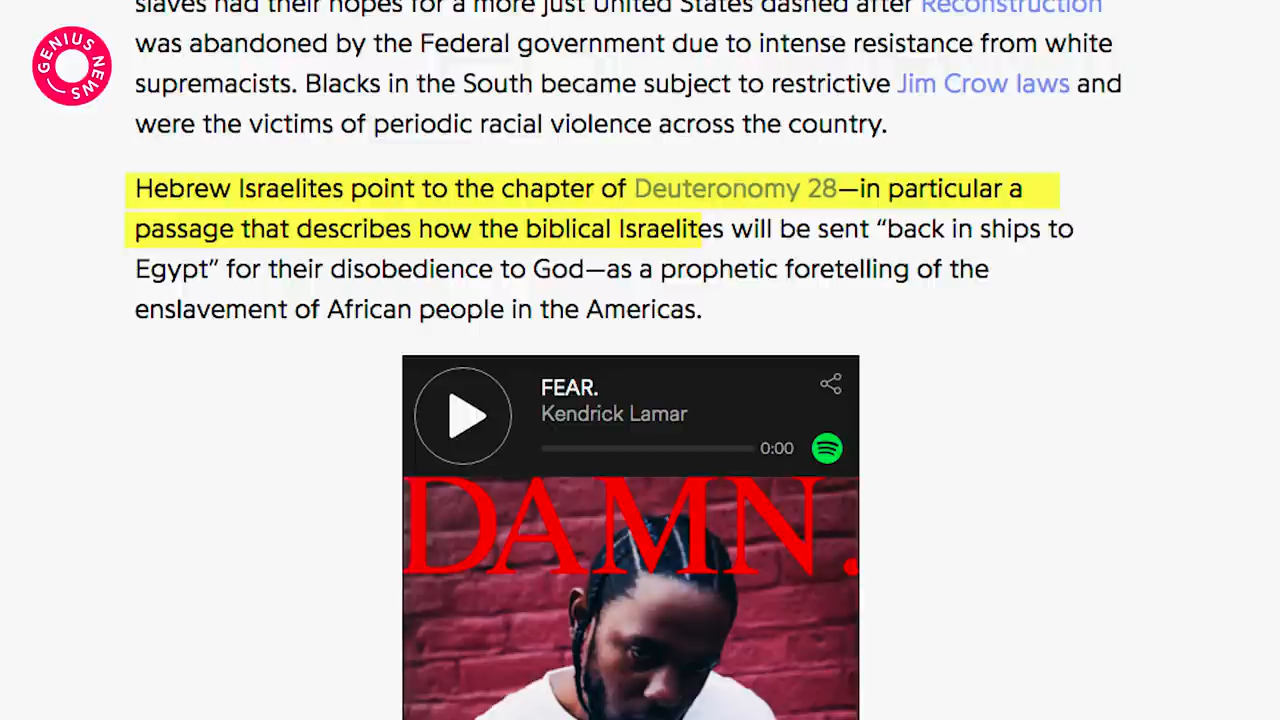 slaves had their hopes for a more just United States dashed after Reconstruction
GENIUS NEWS
was abandoned by the Federal government due to intense resistance from white
supremacists. Blacks in the South became subject to restrictive Jim Crow laws and
were the victims of periodic racial violence across the country.
Hebrew Israelites point to the chapter of Deuteronomy 28—in particular a
passage that describes how the biblical Israelites will be sent “back in ships to
Egypt” for their disobedience to God—as a prophetic foretelling of the
enslavement of African people in the Americas.
FEAR.
Kendrick Lamar
0:00
DAMN.